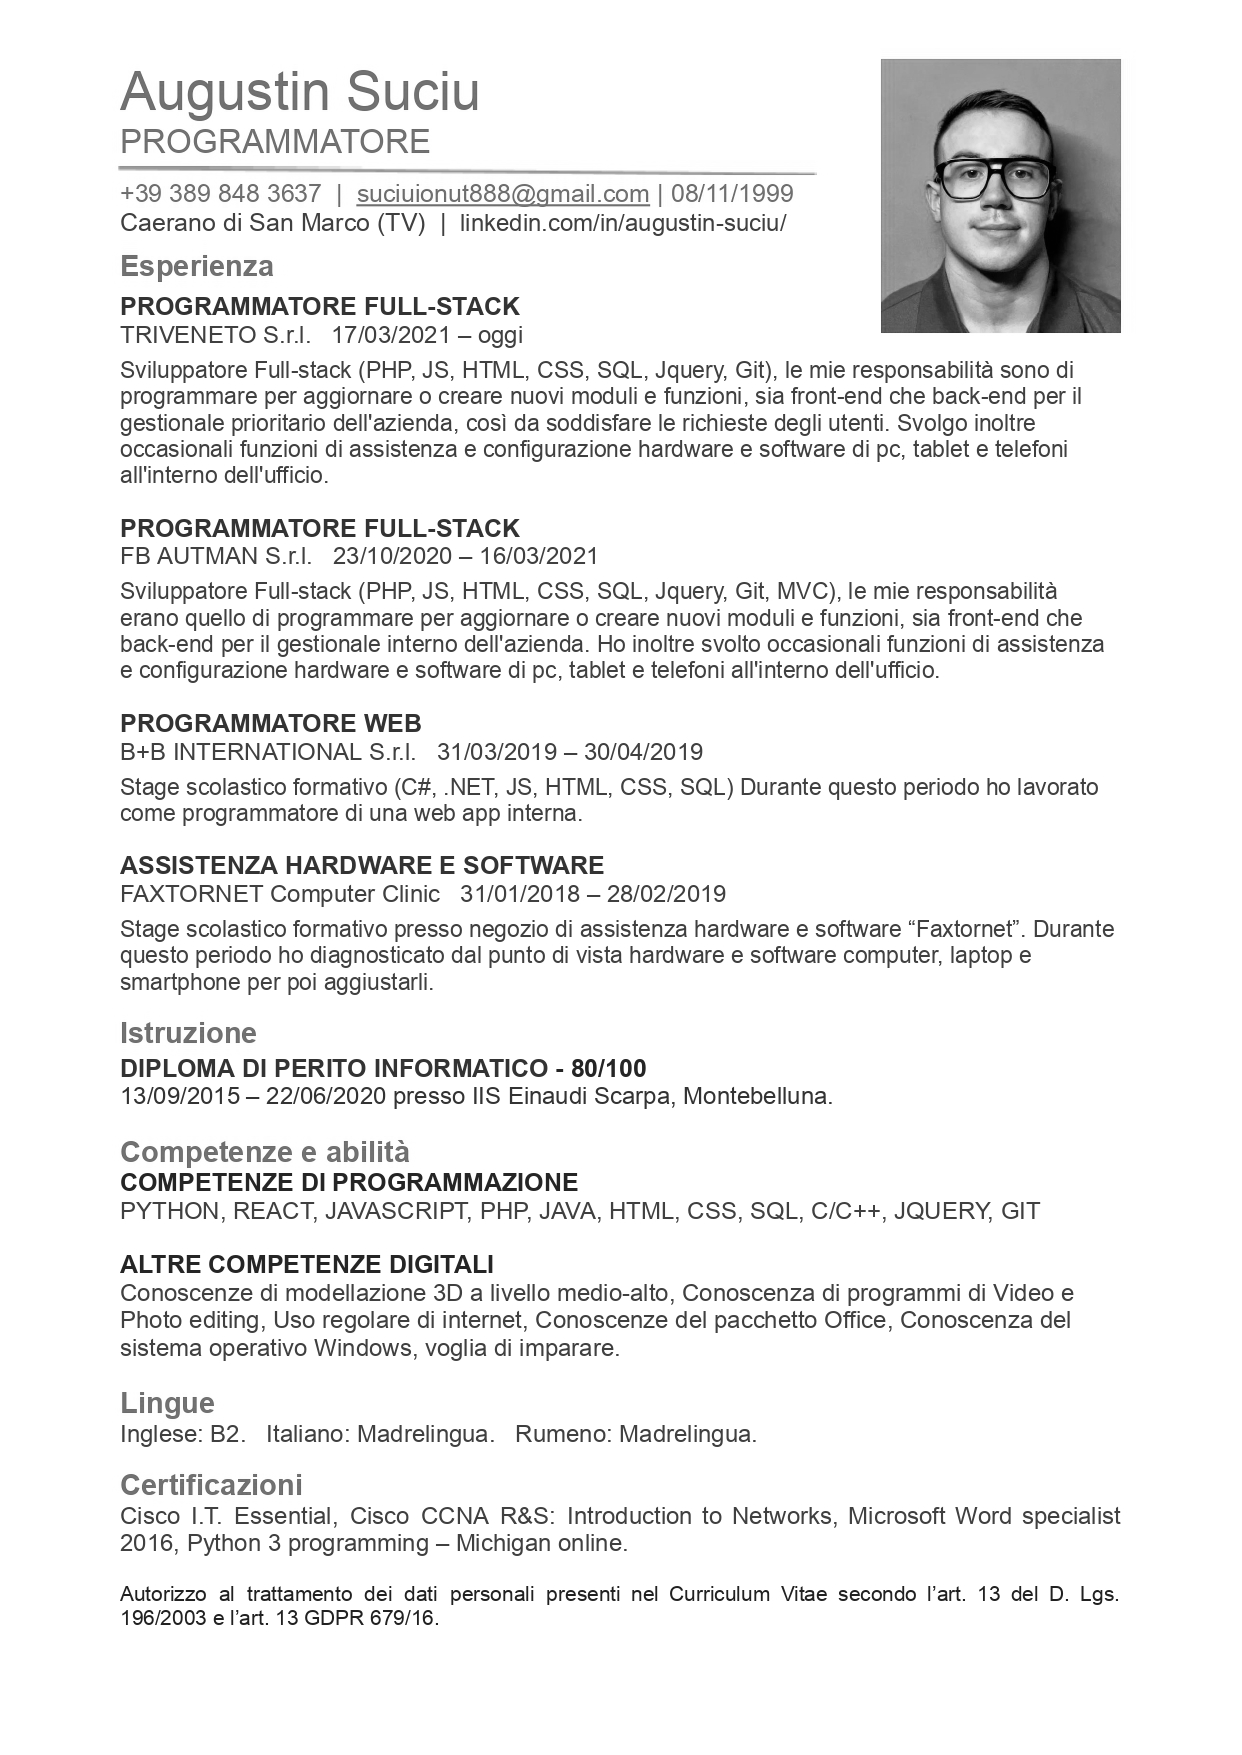 Augustin Suciu
PROGRAMMATORE
+39 389 848 3637 | suciuionut888@gmail.com | 08/11/1999
Caerano di San Marco (TV) | linkedin.com/in/augustin-suciu/
Esperienza
PROGRAMMATORE FULL-STACK
TRIVENETO S.r.l. 17/03/2021 – oggi
Sviluppatore Full-stack (PHP, JS, HTML, CSS, SQL, Jquery, Git), le mie responsabilità sono di
programmare per aggiornare o creare nuovi moduli e funzioni, sia front-end che back-end per il
gestionale prioritario dell'azienda, così da soddisfare le richieste degli utenti. Svolgo inoltre
occasionali funzioni di assistenza e configurazione hardware e software di pc, tablet e telefoni
all'interno dell'ufficio.
PROGRAMMATORE FULL-STACK
FB AUTMAN S.r.l. 23/10/2020 – 16/03/2021
Sviluppatore Full-stack (PHP, JS, HTML, CSS, SQL, Jquery, Git, MVC), le mie responsabilità
erano quello di programmare per aggiornare o creare nuovi moduli e funzioni, sia front-end che
back-end per il gestionale interno dell'azienda. Ho inoltre svolto occasionali funzioni di assistenza
e configurazione hardware e software di pc, tablet e telefoni all'interno dell'ufficio.
PROGRAMMATORE WEB
B+B INTERNATIONAL S.r.l. 31/03/2019 – 30/04/2019
Stage scolastico formativo (C#, .NET, JS, HTML, CSS, SQL) Durante questo periodo ho lavorato
come programmatore di una web app interna.
ASSISTENZA HARDWARE E SOFTWARE
FAXTORNET Computer Clinic 31/01/2018 – 28/02/2019
Stage scolastico formativo presso negozio di assistenza hardware e software “Faxtornet”. Durante
questo periodo ho diagnosticato dal punto di vista hardware e software computer, laptop e
smartphone per poi aggiustarli.
Istruzione
DIPLOMA DI PERITO INFORMATICO - 80/100
13/09/2015 – 22/06/2020 presso IIS Einaudi Scarpa, Montebelluna.
Competenze e abilità
COMPETENZE DI PROGRAMMAZIONE
PYTHON, REACT, JAVASCRIPT, PHP, JAVA, HTML, CSS, SQL, C/C++, JQUERY, GIT
ALTRE COMPETENZE DIGITALI
Conoscenze di modellazione 3D a livello medio-alto, Conoscenza di programmi di Video e
Photo editing, Uso regolare di internet, Conoscenze del pacchetto Office, Conoscenza del
sistema operativo Windows, voglia di imparare.
Lingue
Inglese: B2. Italiano: Madrelingua. Rumeno: Madrelingua.
Certificazioni
Cisco I.T. Essential, Cisco CCNA R&S: Introduction to Networks, Microsoft Word specialist
2016, Python 3 programming – Michigan online.
Autorizzo al trattamento dei dati personali presenti nel Curriculum Vitae secondo l’art. 13 del D. Lgs.
196/2003 e l’art. 13 GDPR 679/16.